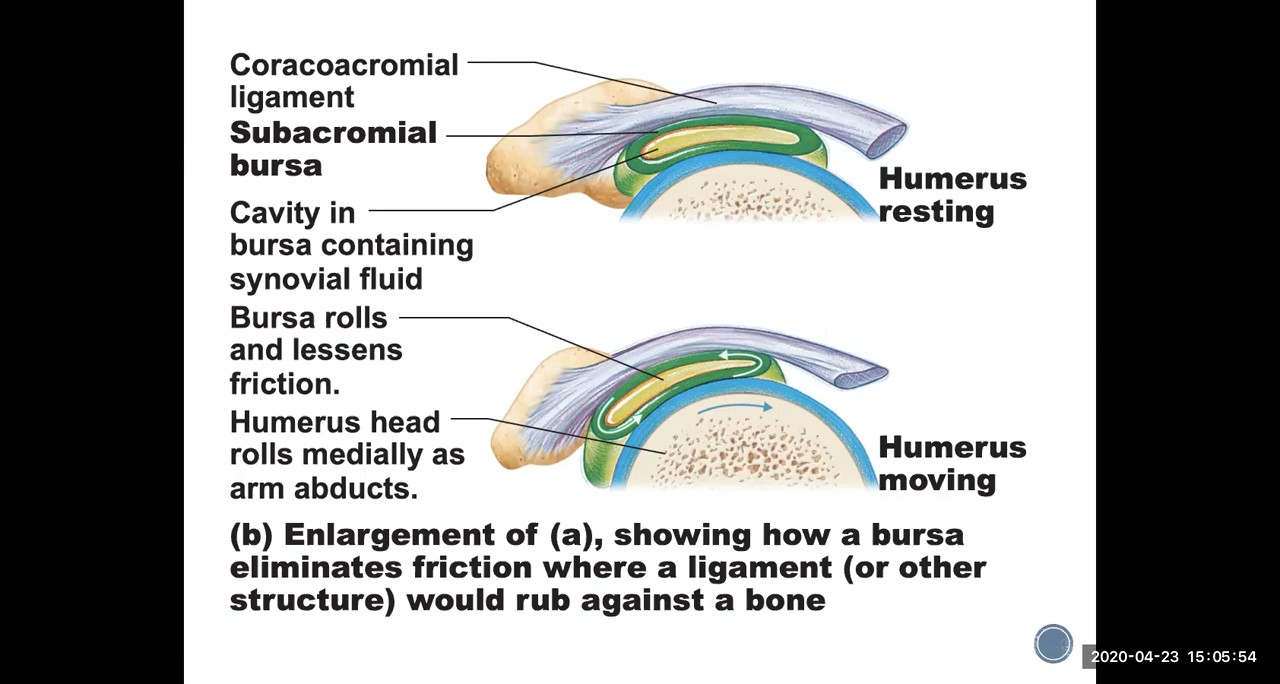 Coracoacromial
ligament
Subacromial
bursa
Cavity in
bursa containing
synovial fluid
Humerus
resting
Bursa rolls
and lessens
friction.
Humerus head
rolls medially as
arm abducts.
Humerus
moving
(b) Enlargement of (a), showing how a bursa
eliminates friction where a ligament (or other
structure) would rub against a bone
2020-04-23 15:05:54